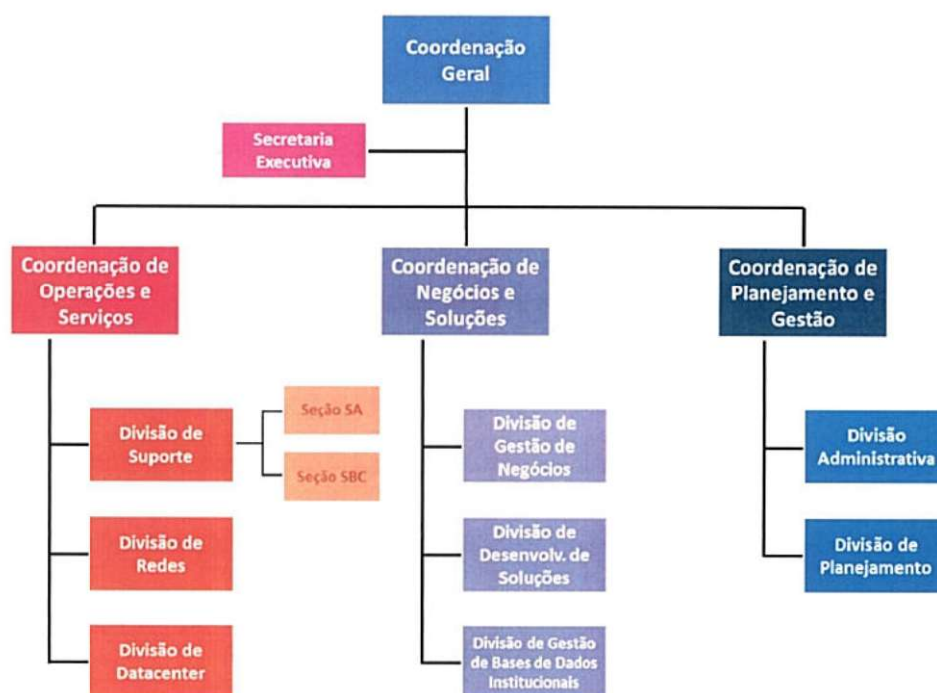 Coordenação
Geral
Secretaria
Executiva
Coordenação de
Operações e
Serviços
Coordenação de
Negócios e
Soluções
Coordenação de
Planejamento e
Gestão
Divisão de
Suporte
Seção SA
Seção SBC
Divisão de
Redes
Divisão de
Datacenter
Divisão de
Gestão de
Negócios
Divisão de
Desenvolv. de
Soluções
Divisão de Gestão
de Bases de Dados
Institucionais
Divisão
Administrativa
Divisão de
Planejamento